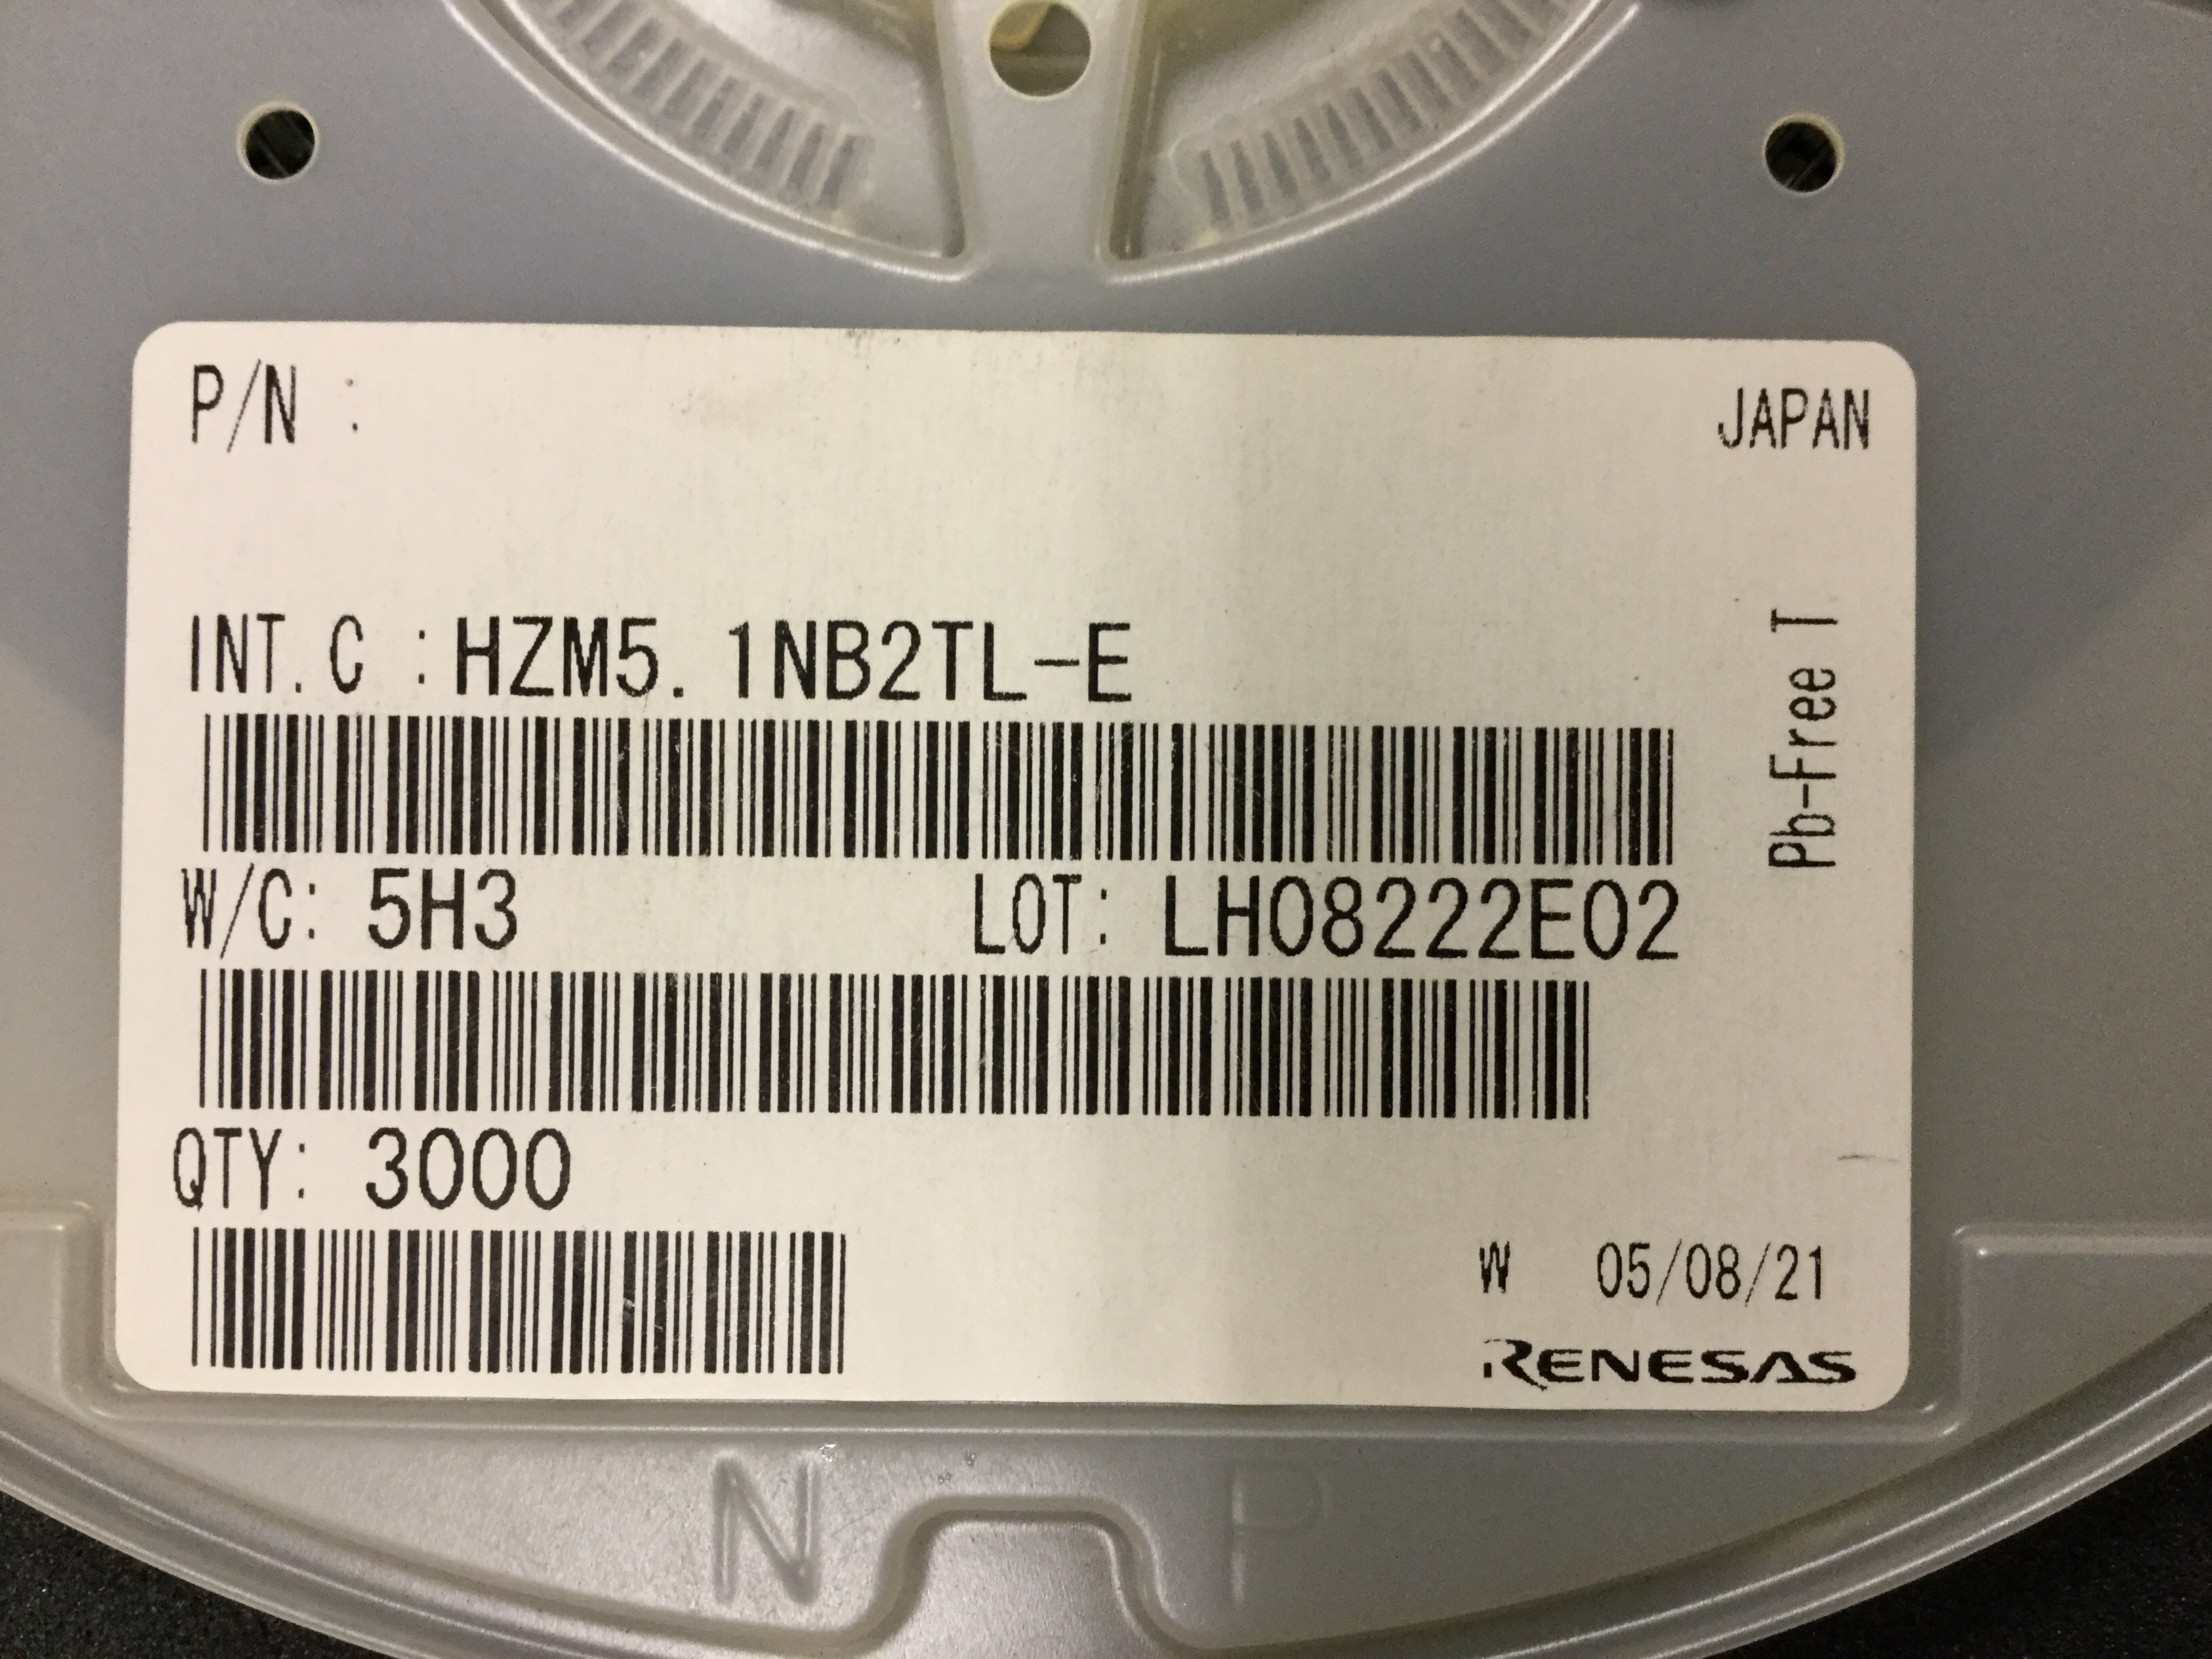 P/N :
JAPAN
INT.C :HZM5.1NB2TL-E
Pb-Free T
W/C: 5H3 LOT: LH08222E02
QTY: 3000
W 05/08/21
RENESAS
N P